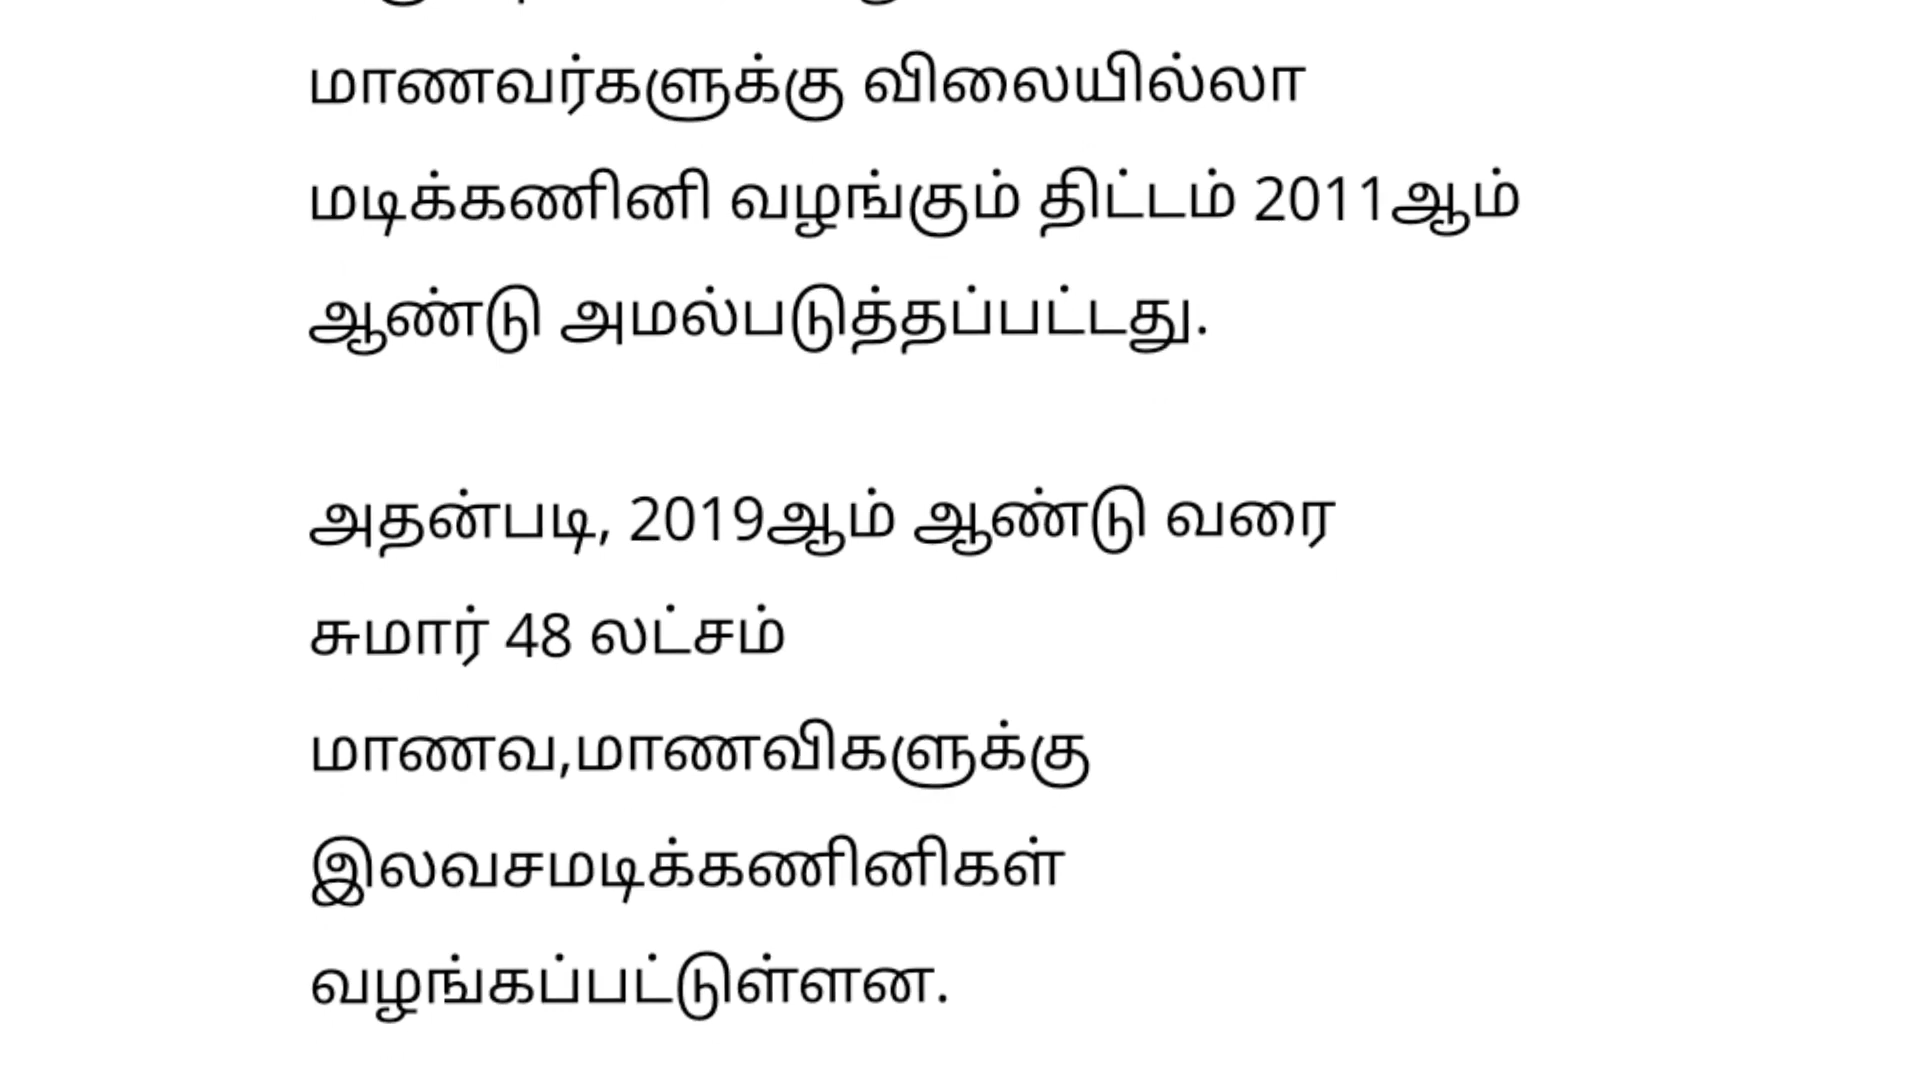 மாணவர்களுக்கு விலையில்லா
மடிக்கணினி வழங்கும் திட்டம் 2011ஆம்
ஆண்டு அமல்படுத்தப்பட்டது.
அதன்படி, 2019ஆம் ஆண்டு வரை
சுமார் 48 லட்சம்
மாணவ,மாணவிகளுக்கு
இலவசமடிக்கணினிகள்
வழங்கப்பட்டுள்ளன.